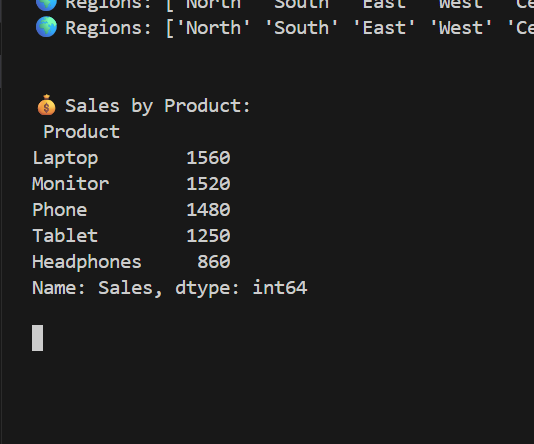 🌍 Regions: ['North' 'South' 'East' 'West'
🌍 Regions: ['North' 'South' 'East' 'West' 'Ce
💰 Sales by Product:
Product
Laptop 1560
Monitor 1520
Phone 1480
Tablet 1250
Headphones 860
Name: Sales, dtype: int64